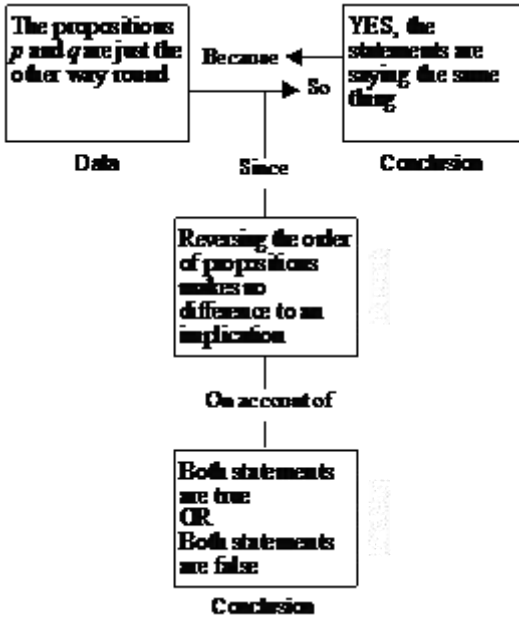 The propositions
p and q are just the
other way round
Because
So
YES, the
statements are
saying the same
thing
Data
Conclusion
Since
Reversing the order
of propositions
makes no
difference to an
implication
On account of
Both statements
are true
OR
Both statements
are false
Conclusion